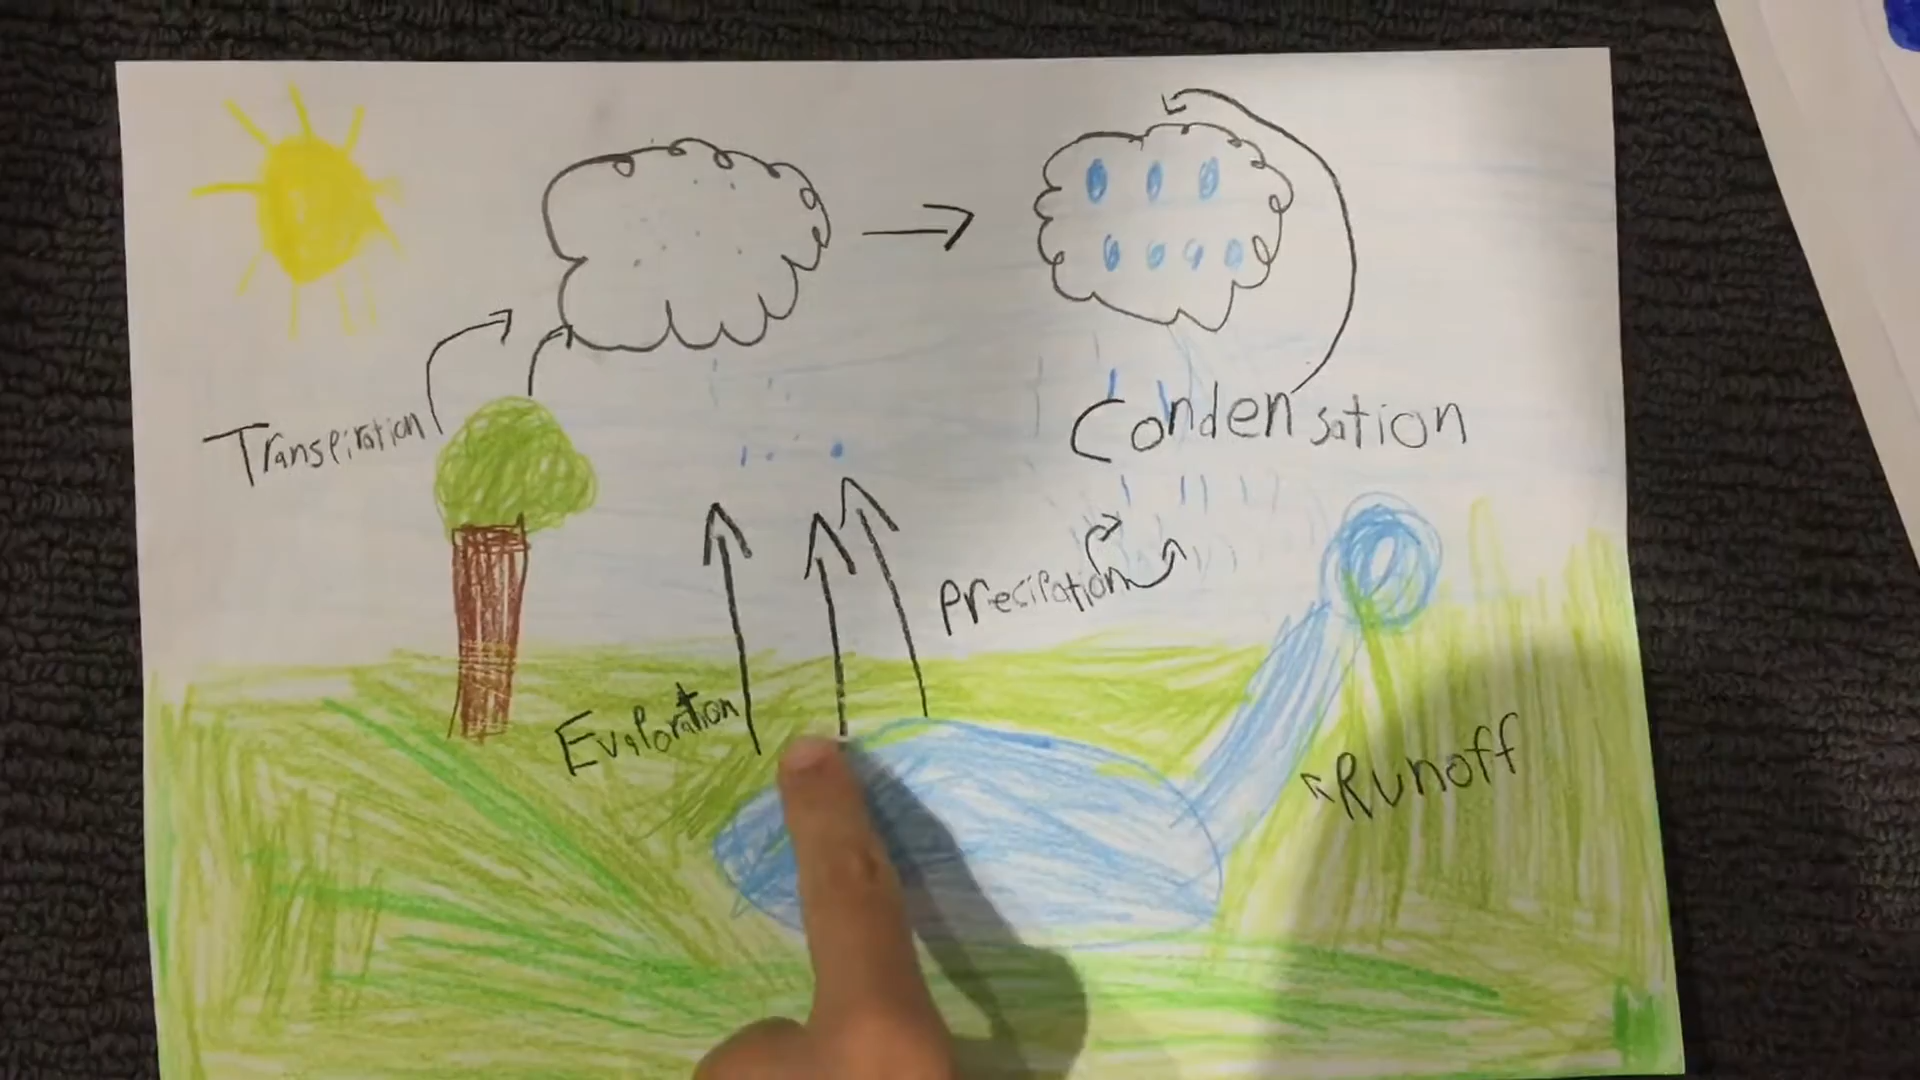 Transpiration
Condensation
Precipation
Evaporation
Runoff